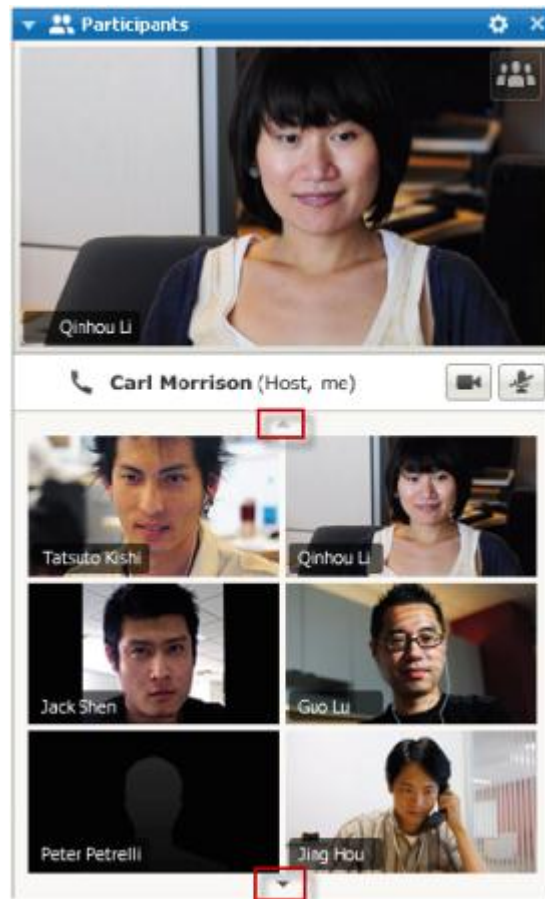 Participants
Qinhou Li
Carl Morrison (Host, me)
Tatsuto Kishi
Qinhou Li
Jack Shen
Guo Lu
Peter Petrelli
Jing Hou